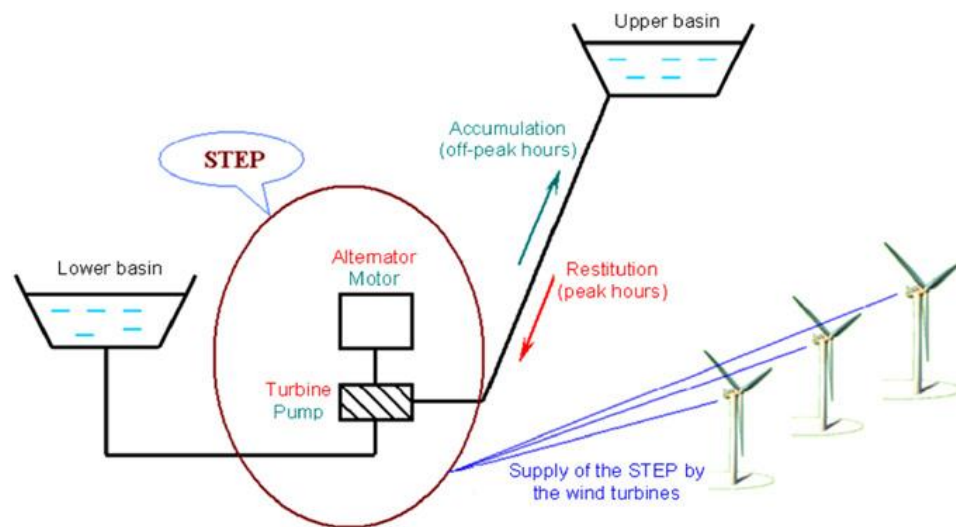 Upper basin
Accumulation
(off-peak hours)
STEP
Lower basin
Alternator
Motor
Restitution
(peak hours)
Turbine
Pump
Supply of the STEP by
the wind turbines